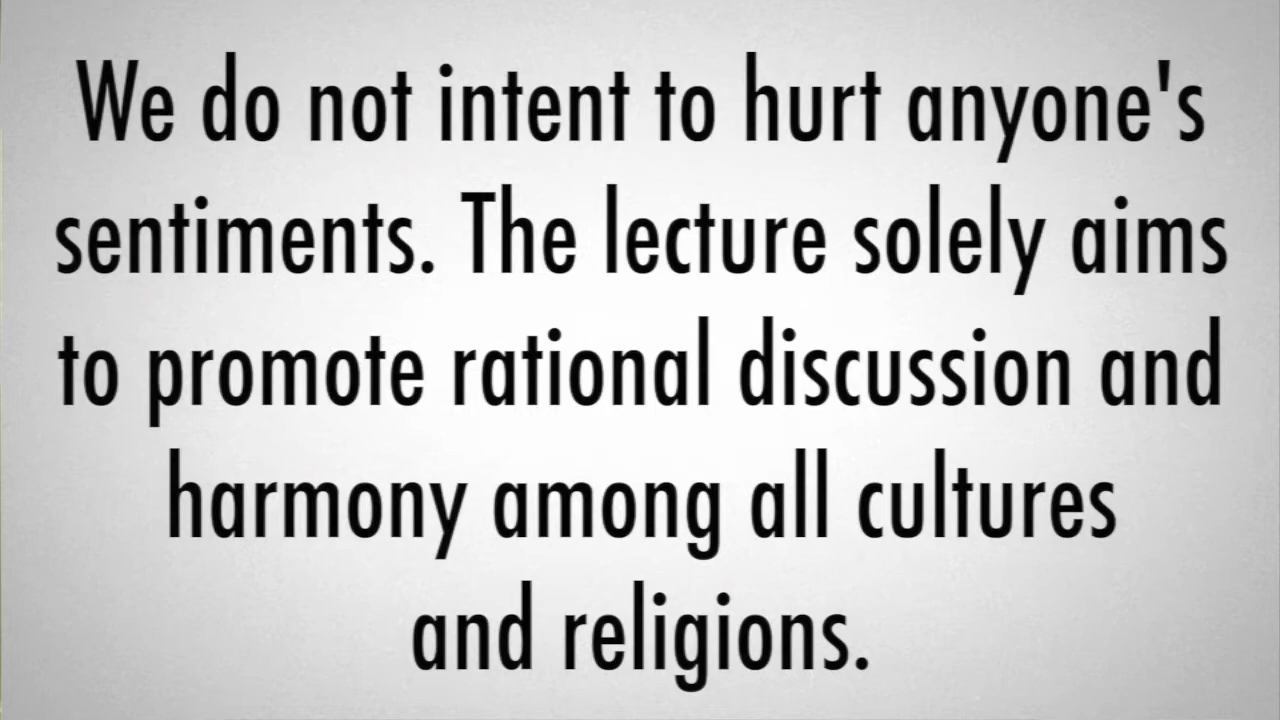 We do not intent to hurt anyone's
sentiments. The lecture solely aims
to promote rational discussion and
harmony among all cultures
and religions.